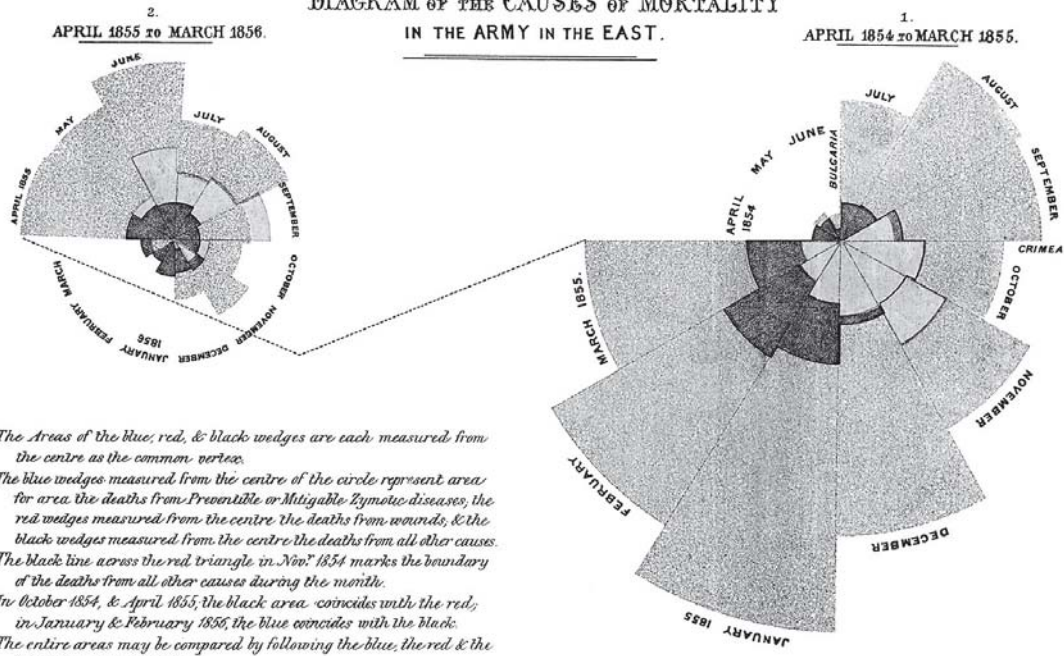 DIAGRAM OF THE CAUSES OF MORTALITY
IN THE ARMY IN THE EAST.
2.
APRIL 1855 TO MARCH 1856.
1.
APRIL 1854 TO MARCH 1855.
APRIL 1855
MAY
JUNE
JULY
AUGUST
SEPTEMBER
OCTOBER
NOVEMBER
DECEMBER
JANUARY 1856
FEBRUARY
MARCH
APRIL 1854
MAY
JUNE
BULGARIA
JULY
AUGUST
SEPTEMBER
CRIMEA
OCTOBER
NOVEMBER
DECEMBER
JANUARY 1855
FEBRUARY
MARCH 1855.
The Areas of the blue, red, & black wedges are each measured from
the centre as the common vertex.
The blue wedges measured from the centre of the circle represent area
for area the deaths from Preventible or Mitigable Zymotic diseases; the
red wedges measured from the centre the deaths from wounds; & the
black wedges measured from the centre the deaths from all other causes.
The black line across the red triangle in Novr. 1854 marks the boundary
of the deaths from all other causes during the month.
In October 1854, & April 1855; the black area coincides with the red;
in January & February 1856, the blue coincides with the black.
The entire areas may be compared by following the blue, the red & the